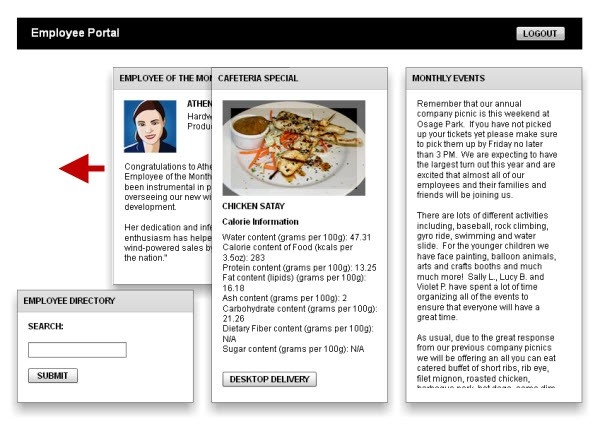 Employee Portal
LOGOUT
EMPLOYEE OF THE MON
ATHEN
Hardw
Produ
Congratulations to Athe
Employee of the Month
been instrumental in p
overseeing our new wi
development.
Her dedication and infe
enthusiasm has helpe
wind-powered sales by
the nation."
EMPLOYEE DIRECTORY
SEARCH:
SUBMIT
CAFETERIA SPECIAL
CHICKEN SATAY
Calorie Information
Water content (grams per 100g): 47.31
Calorie content of Food (kcals per
3.5oz): 283
Protein content (grams per 100g): 13.25
Fat content (lipids) (grams per 100g):
16.18
Ash content (grams per 100g): 2
Carbohydrate content (grams per 100g):
21.26
Dietary Fiber content (grams per 100g):
N/A
Sugar content (grams per 100g): N/A
DESKTOP DELIVERY
MONTHLY EVENTS
Remember that our annual
company picnic is this weekend at
Osage Park. If you have not picked
up your tickets yet please make sure
to pick them up by Friday no later
than 3 PM. We are expecting to have
the largest turn out this year and are
excited that almost all of our
employees and their families and
friends will be joining us.
There are lots of different activities
including, baseball, rock climbing,
gyro ride, swimming and water
slide. For the younger children we
have face painting, balloon animals,
arts and crafts booths and much
much more! Sally L., Lucy B. and
Violet P. have spent a lot of time
organizing all of the events to
ensure that everyone will have a
great time.
As usual, due to the great response
from our previous company picnics
we will be offering an all you can eat
catered buffet of short ribs, rib eye,
filet mignon, roasted chicken,